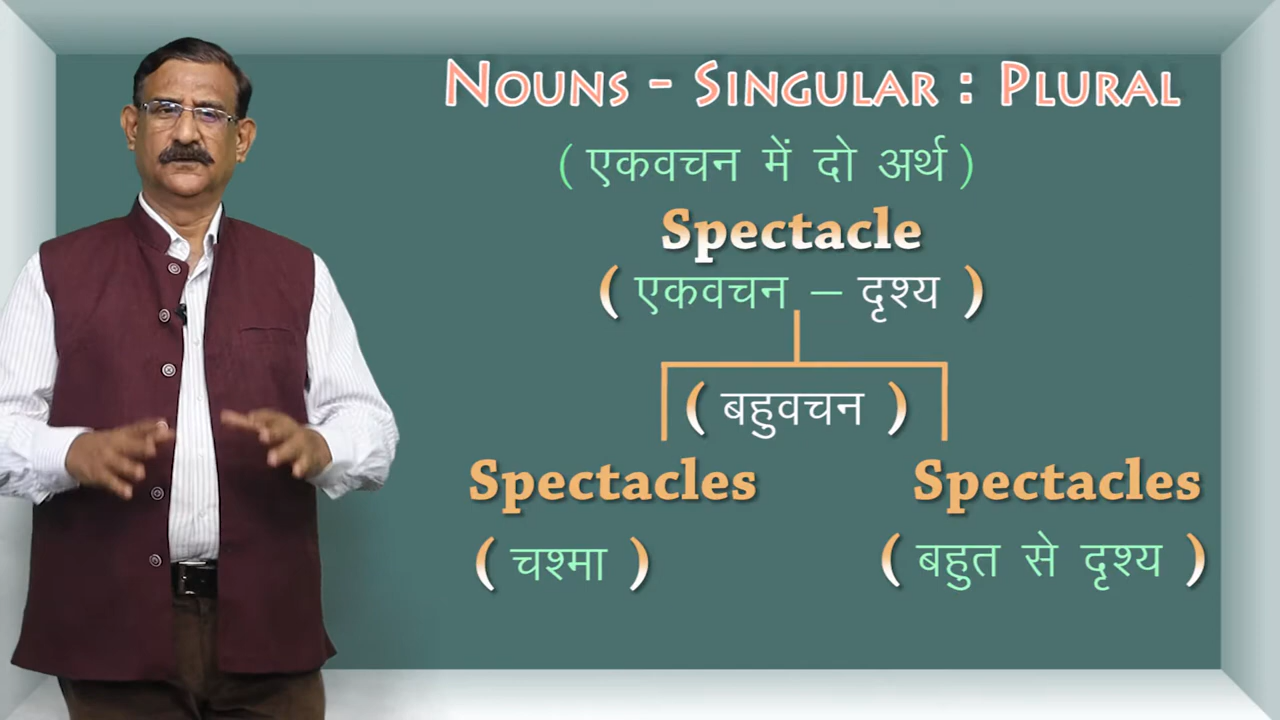 NOUNS - SINGULAR : PLURAL
( एकवचन में दो अर्थ )
Spectacle
( एकवचन – दृश्य )
( बहुवचन )
Spectacles Spectacles
( चश्मा ) ( बहुत से दृश्य )